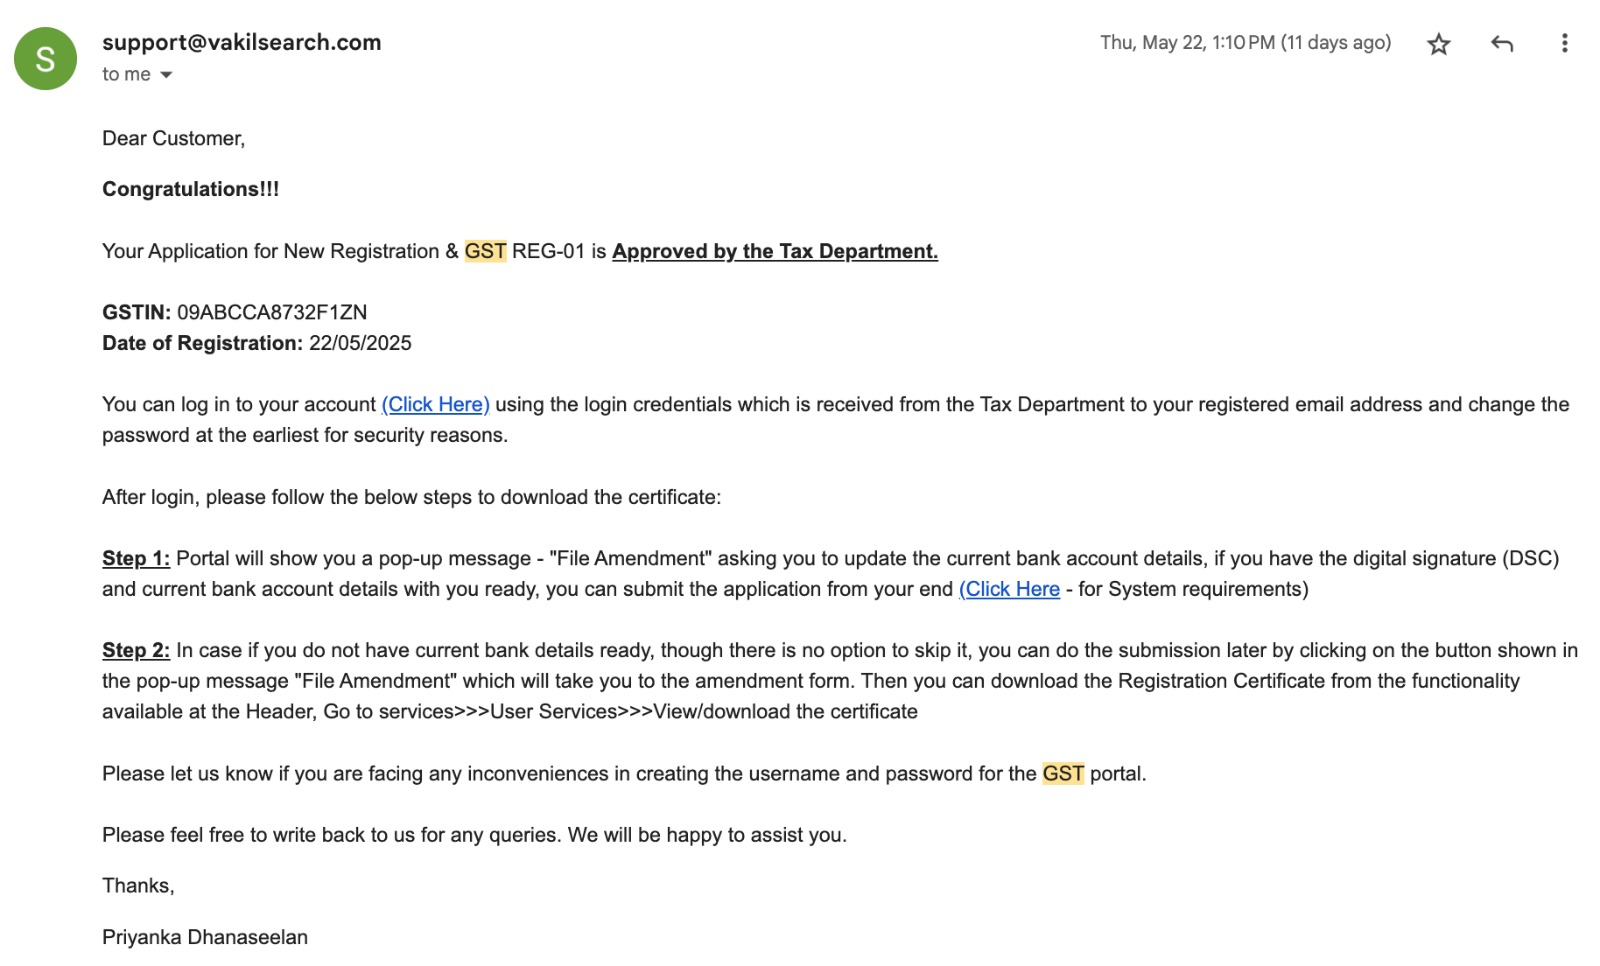 S
support@vakilsearch.com
Thu, May 22, 1:10 PM (11 days ago)
to me
Dear Customer,
Congratulations!!!
Your Application for New Registration & GST REG-01 is Approved by the Tax Department.
GSTIN: 09ABCCA8732F1ZN
Date of Registration: 22/05/2025
You can log in to your account (Click Here) using the login credentials which is received from the Tax Department to your registered email address and change the
password at the earliest for security reasons.
After login, please follow the below steps to download the certificate:
Step 1: Portal will show you a pop-up message - "File Amendment" asking you to update the current bank account details, if you have the digital signature (DSC)
and current bank account details with you ready, you can submit the application from your end (Click Here - for System requirements)
Step 2: In case if you do not have current bank details ready, though there is no option to skip it, you can do the submission later by clicking on the button shown in
the pop-up message "File Amendment" which will take you to the amendment form. Then you can download the Registration Certificate from the functionality
available at the Header, Go to services>>>User Services>>>View/download the certificate
Please let us know if you are facing any inconveniences in creating the username and password for the GST portal.
Please feel free to write back to us for any queries. We will be happy to assist you.
Thanks,
Priyanka Dhanaseelan